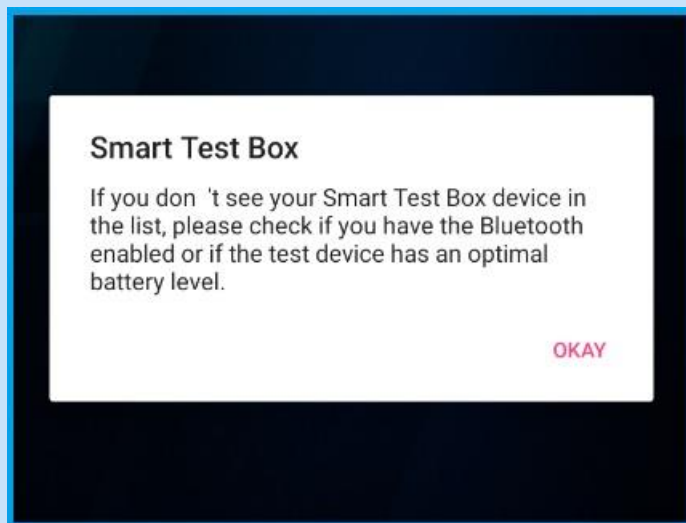 Smart Test Box
If you don 't see your Smart Test Box device in
the list, please check if you have the Bluetooth
enabled or if the test device has an optimal
battery level.
OKAY